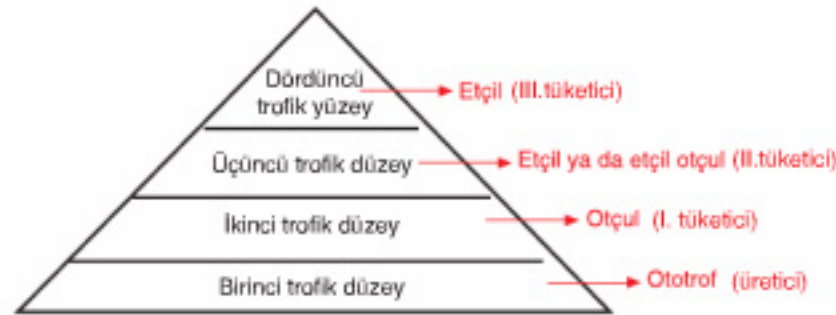 Dördüncü
trofik yüzey
Etçil (III.tüketici)
Üçüncü trofik düzey
Etçil ya da etçil otçul (II.tüketici)
İkinci trofik düzey
Otçul (I. tüketici)
Birinci trofik düzey
Ototrof (üretici)